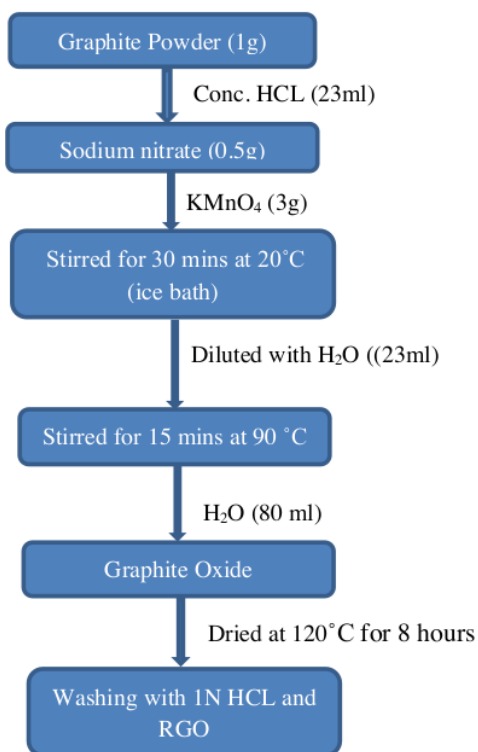 Graphite Powder (1g)
Conc. HCL (23ml)
Sodium nitrate (0.5g)
KMnO₄ (3g)
Stirred for 30 mins at 20˚C
(ice bath)
Diluted with H₂O ((23ml)
Stirred for 15 mins at 90 ˚C
H₂O (80 ml)
Graphite Oxide
Dried at 120˚C for 8 hours
Washing with 1N HCL and
RGO